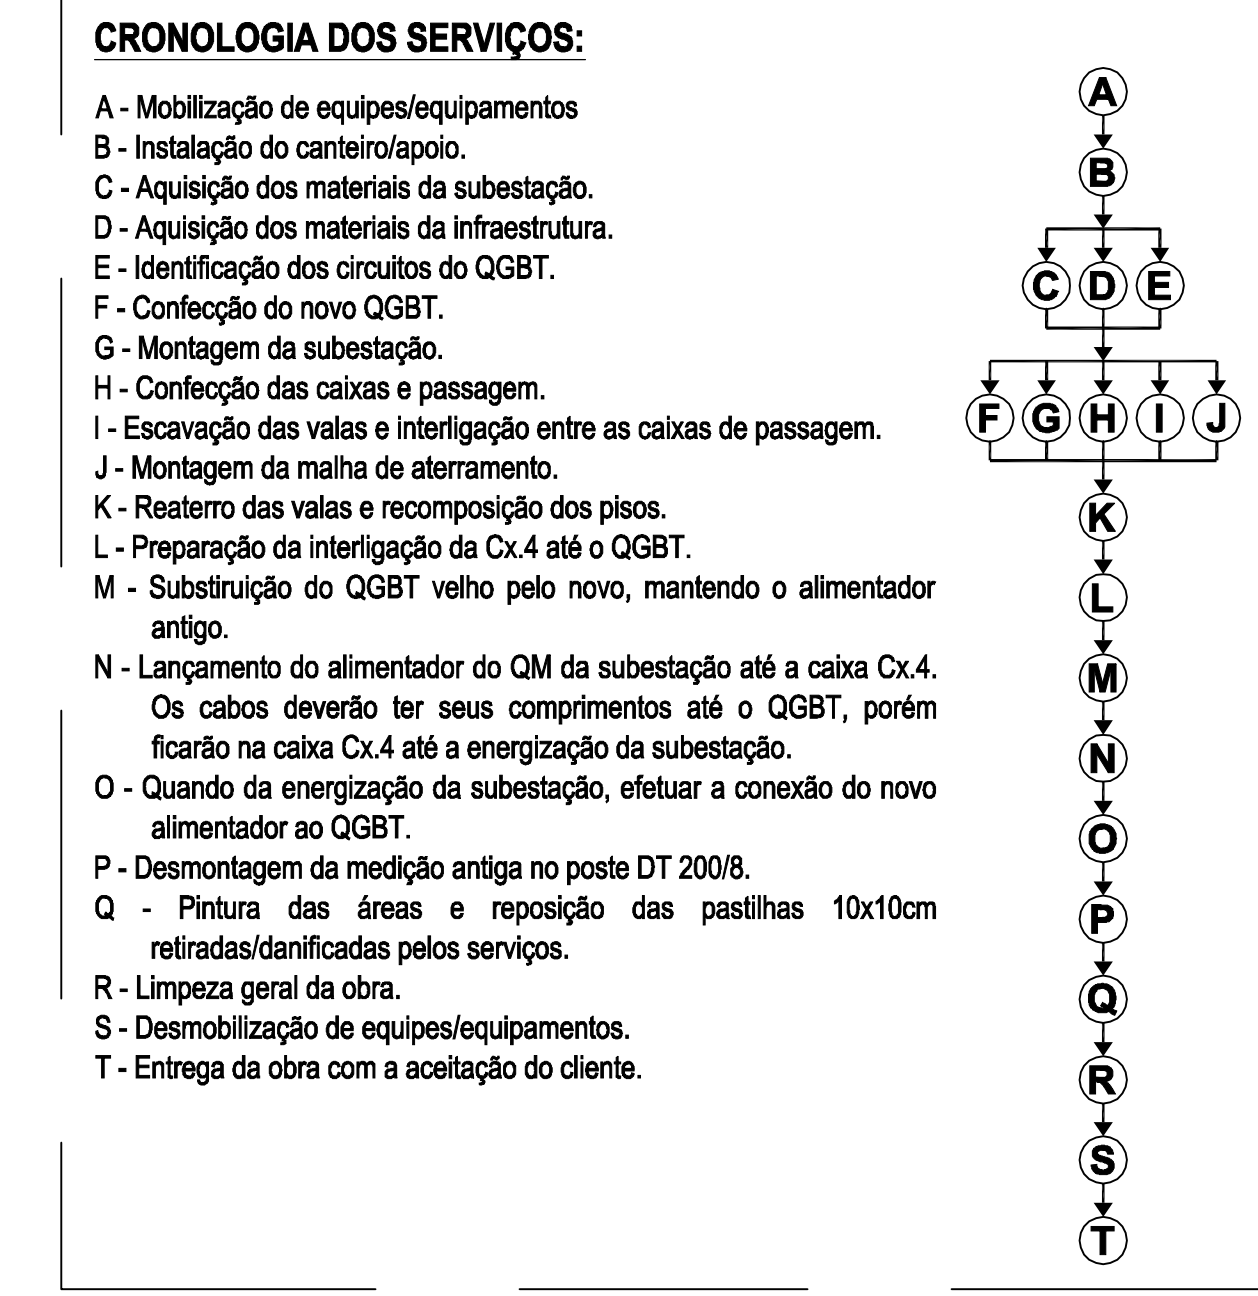 CRONOLOGIA DOS SERVIÇOS:
A - Mobilização de equipes/equipamentos
B - Instalação do canteiro/apoio.
C - Aquisição dos materiais da subestação.
D - Aquisição dos materiais da infraestrutura.
E - Identificação dos circuitos do QGBT.
F - Confecção do novo QGBT.
G - Montagem da subestação.
H - Confecção das caixas e passagem.
I - Escavação das valas e interligação entre as caixas de passagem.
J - Montagem da malha de aterramento.
K - Reaterro das valas e recomposição dos pisos.
L - Preparação da interligação da Cx.4 até o QGBT.
M - Substiruição do QGBT velho pelo novo, mantendo o alimentador
antigo.
N - Lançamento do alimentador do QM da subestação até a caixa Cx.4.
Os cabos deverão ter seus comprimentos até o QGBT, porém
ficarão na caixa Cx.4 até a energização da subestação.
O - Quando da energização da subestação, efetuar a conexão do novo
alimentador ao QGBT.
P - Desmontagem da medição antiga no poste DT 200/8.
Q - Pintura das áreas e reposição das pastilhas 10x10cm
retiradas/danificadas pelos serviços.
R - Limpeza geral da obra.
S - Desmobilização de equipes/equipamentos.
T - Entrega da obra com a aceitação do cliente.
A
B
C D E
F G H I J
K
L
M
N
O
P
Q
R
S
T